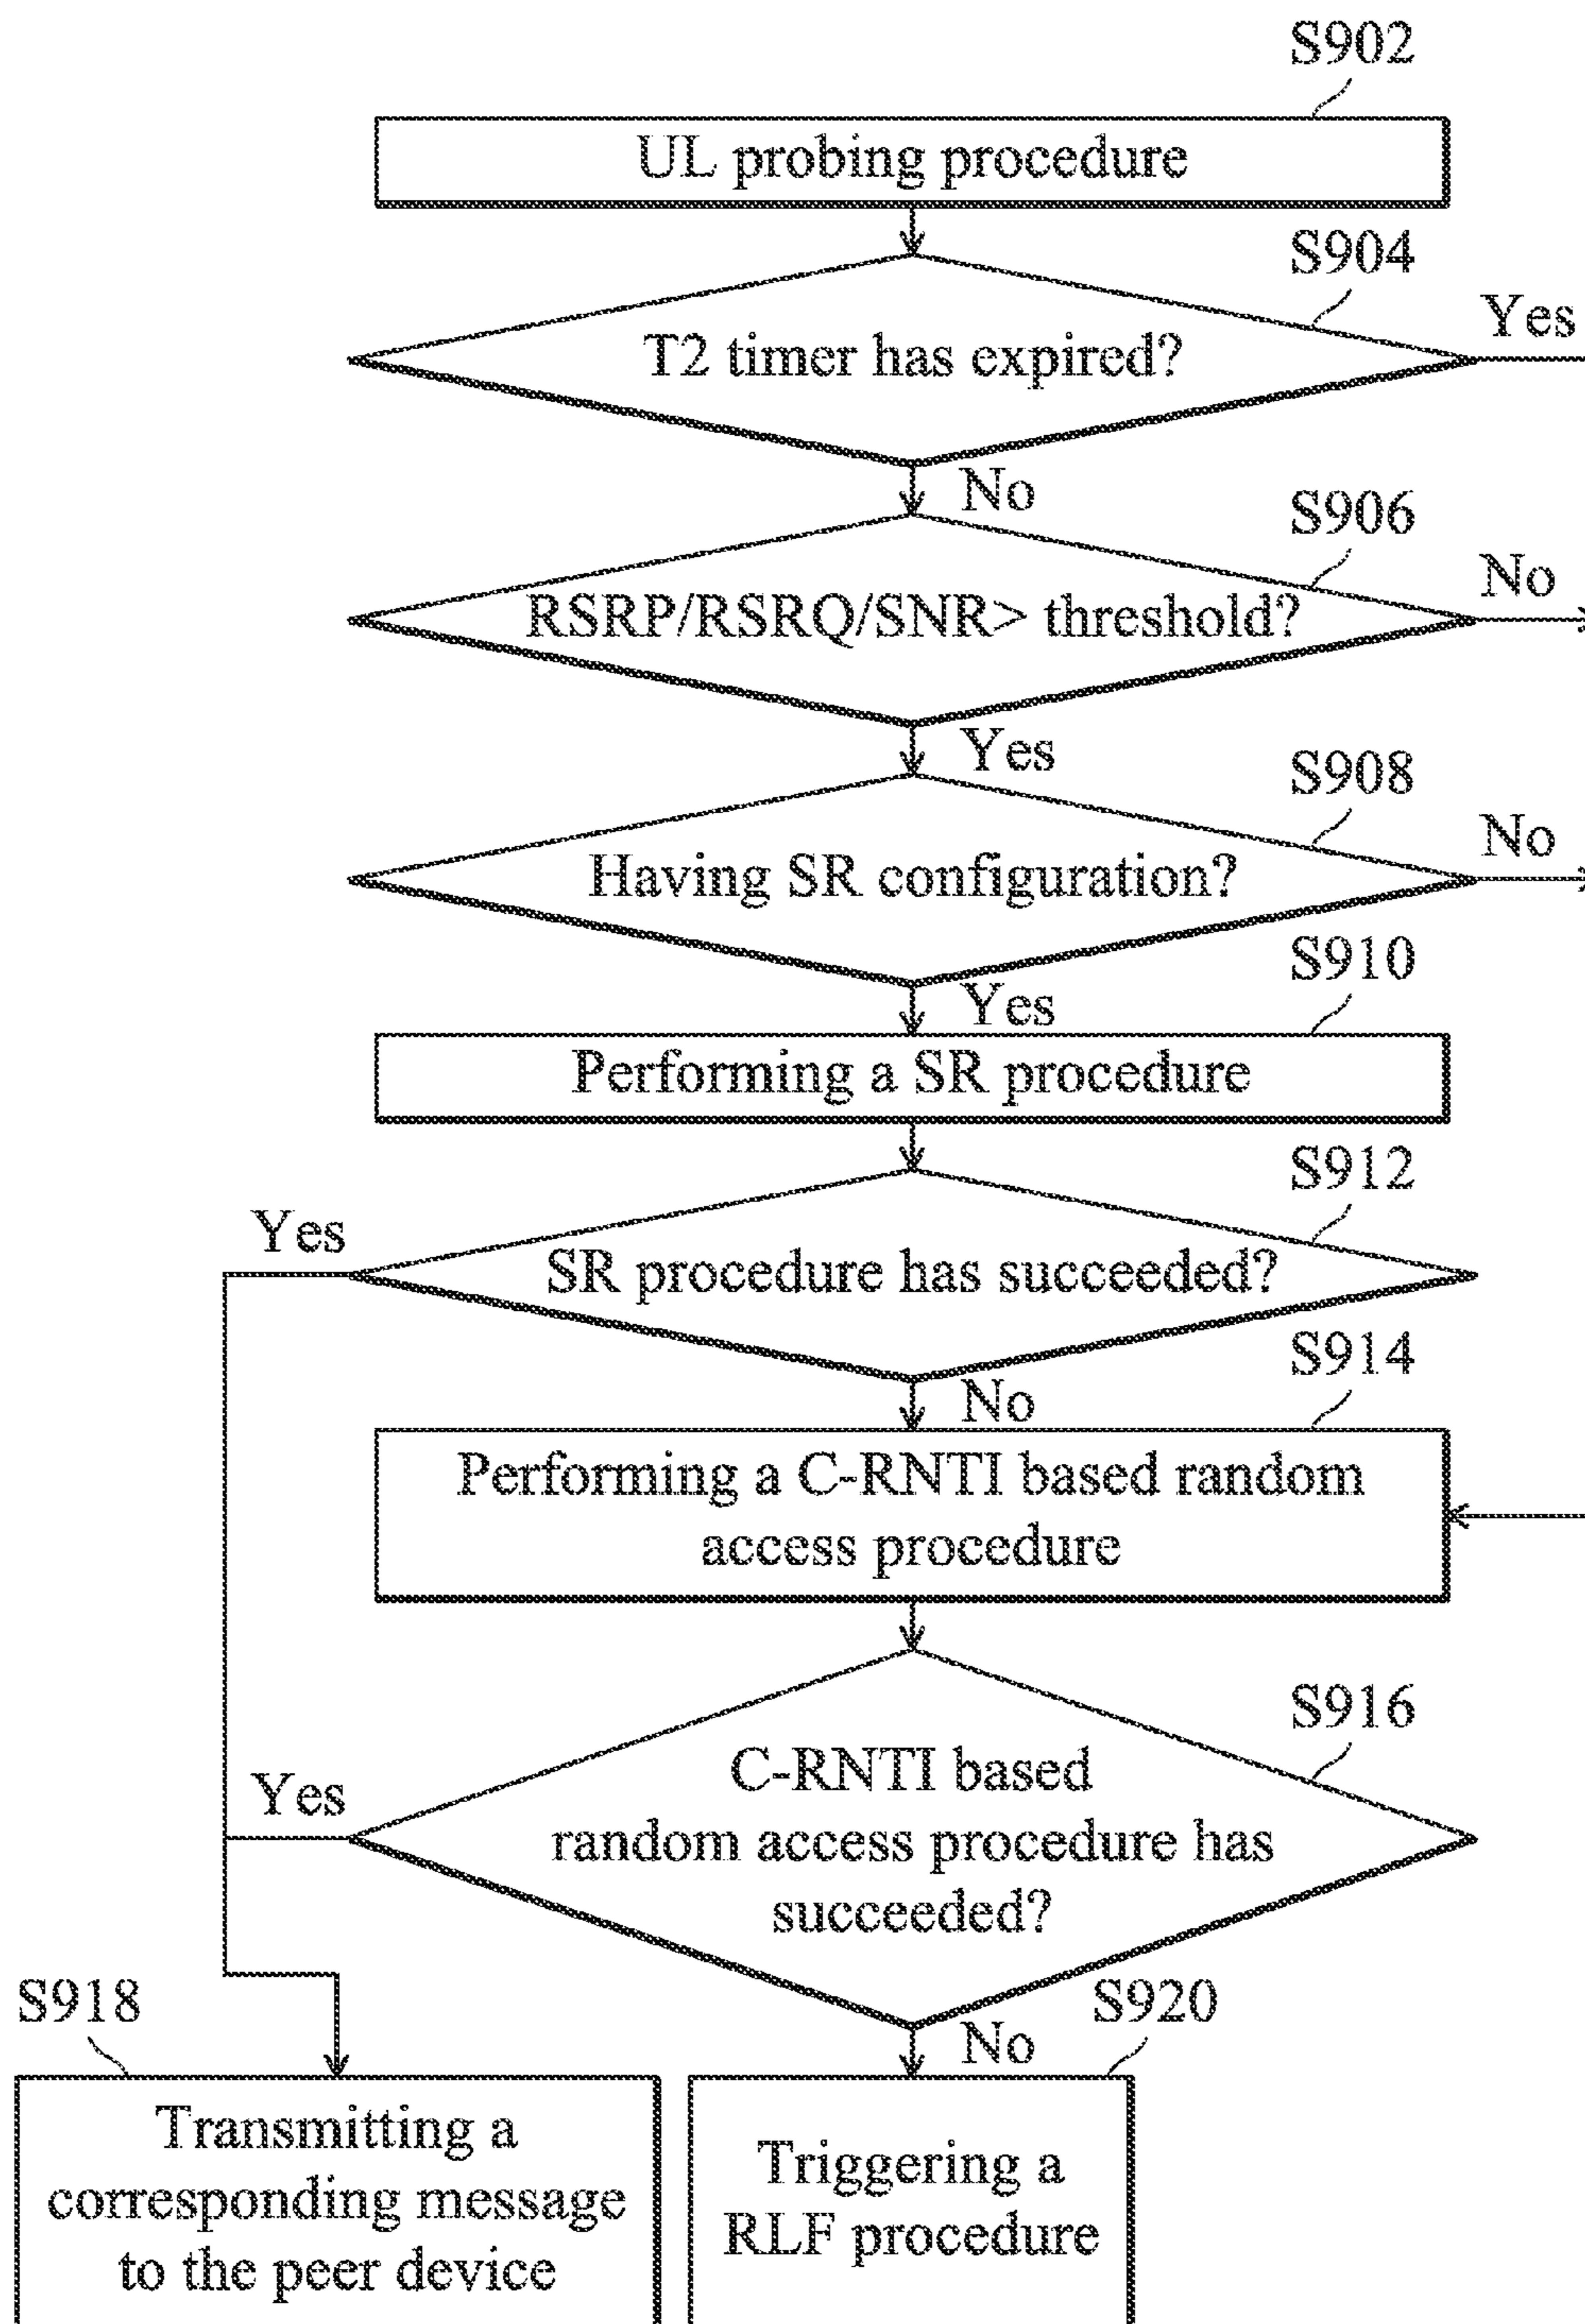 S902
UL probing procedure
S904
T2 timer has expired?
Yes
No
S906
RSRP/RSRQ/SNR> threshold?
No
Yes
S908
Having SR configuration?
No
Yes
S910
Performing a SR procedure
S912
Yes
SR procedure has succeeded?
No
S914
Performing a C-RNTI based random
access procedure
S916
Yes
C-RNTI based
random access procedure has
succeeded?
No
S918
S920
Transmitting a
corresponding message
to the peer device
Triggering a
RLF procedure